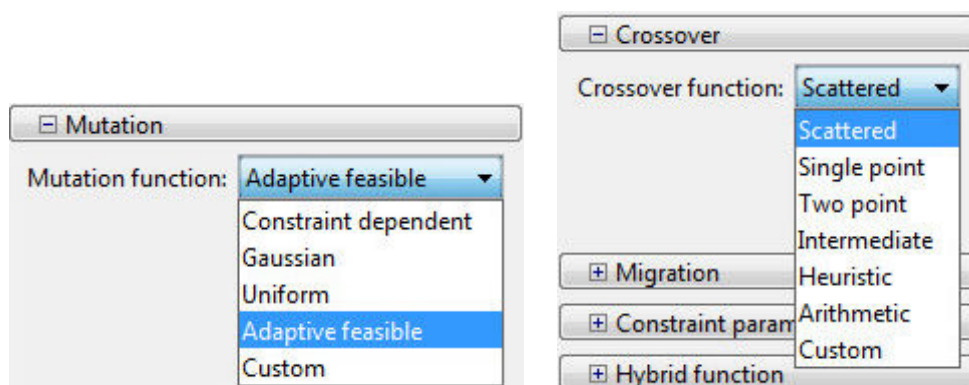 Mutation
Mutation function: Adaptive feasible
Constraint dependent
Gaussian
Uniform
Adaptive feasible
Custom
Crossover
Crossover function: Scattered
Scattered
Single point
Two point
Intermediate
Migration
Heuristic
Constraint param
Arithmetic
Custom
Hybrid function